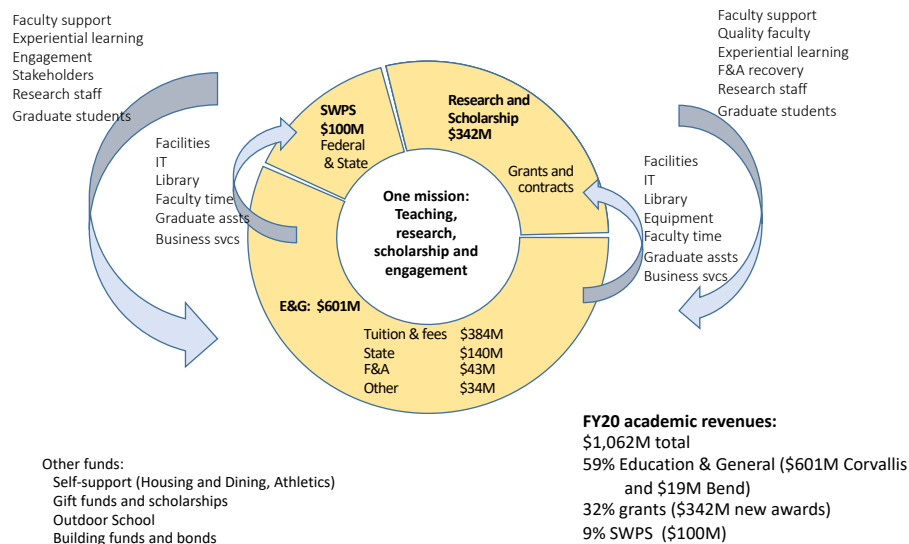 Faculty support
Experiential learning
Engagement
Stakeholders
Research staff
Graduate students
Facilities
IT
Library
Faculty time
Graduate assts
Business svcs
SWPS
$100M
Federal
& State
Research and
Scholarship
$342M
Grants and
contracts
One mission:
Teaching,
research,
scholarship and
engagement
E&G: $601M
Tuition & fees $384M
State $140M
F&A $43M
Other $34M
Faculty support
Quality faculty
Experiential learning
F&A recovery
Research staff
Graduate students
Facilities
IT
Library
Equipment
Faculty time
Graduate assts
Business svcs
Other funds:
Self-support (Housing and Dining, Athletics)
Gift funds and scholarships
Outdoor School
Building funds and bonds
FY20 academic revenues:
$1,062M total
59% Education & General ($601M Corvallis
and $19M Bend)
32% grants ($342M new awards)
9% SWPS ($100M)